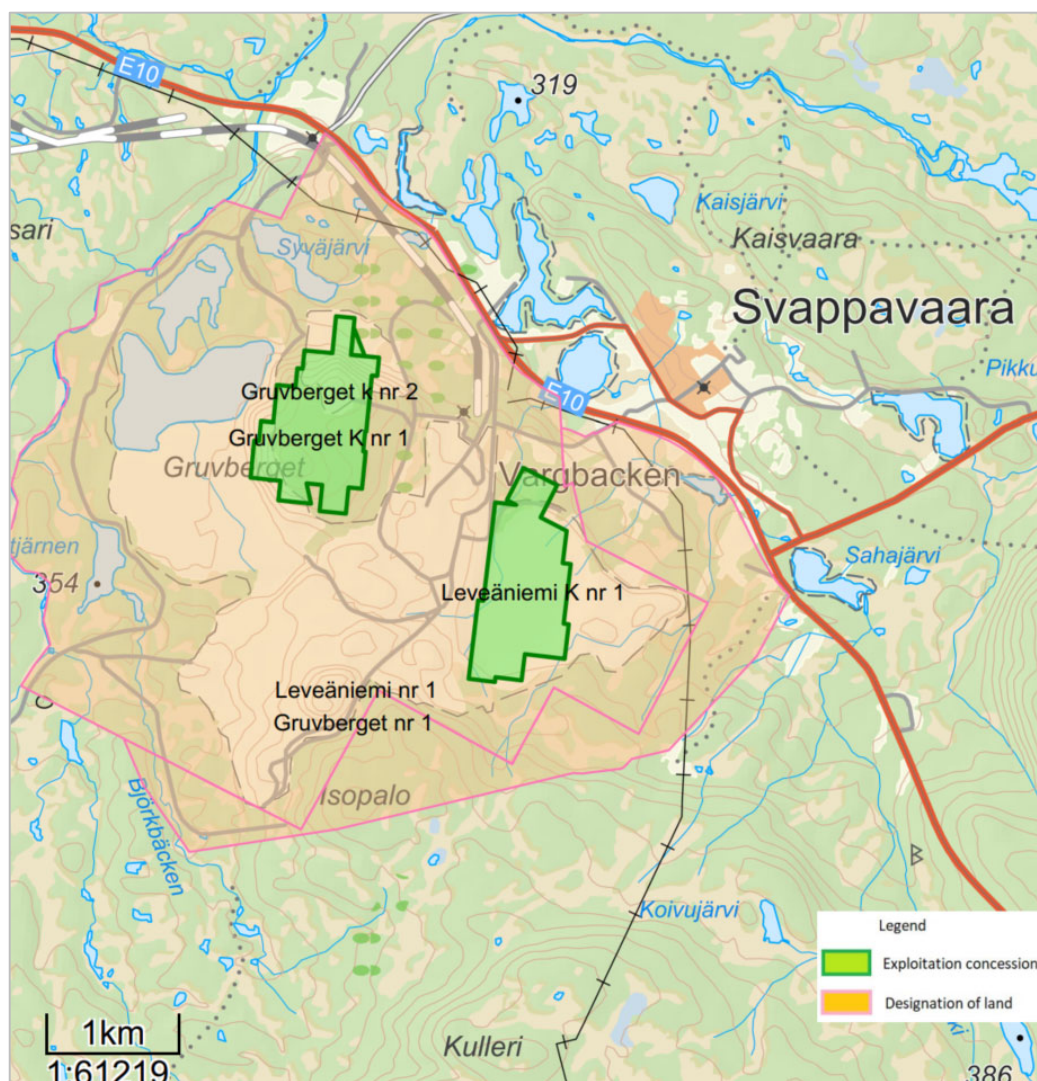 E10
319
Kaisjärvi
sari
Syväjärvi
Kaisvaara
Svappavaara
Pikku
Gruvberget k nr 2
E10
Gruvberget K nr 1
Gruvberget
Vargbacken
tjärnen
354
Sahajärvi
Leveäniemi K nr 1
Leveäniemi nr 1
Gruvberget nr 1
Isopalo
Björkbäcken
B
Koivujärvi
Legend
Exploitation concession
Designation of land
ki
1km
1:61219
Kulleri
386